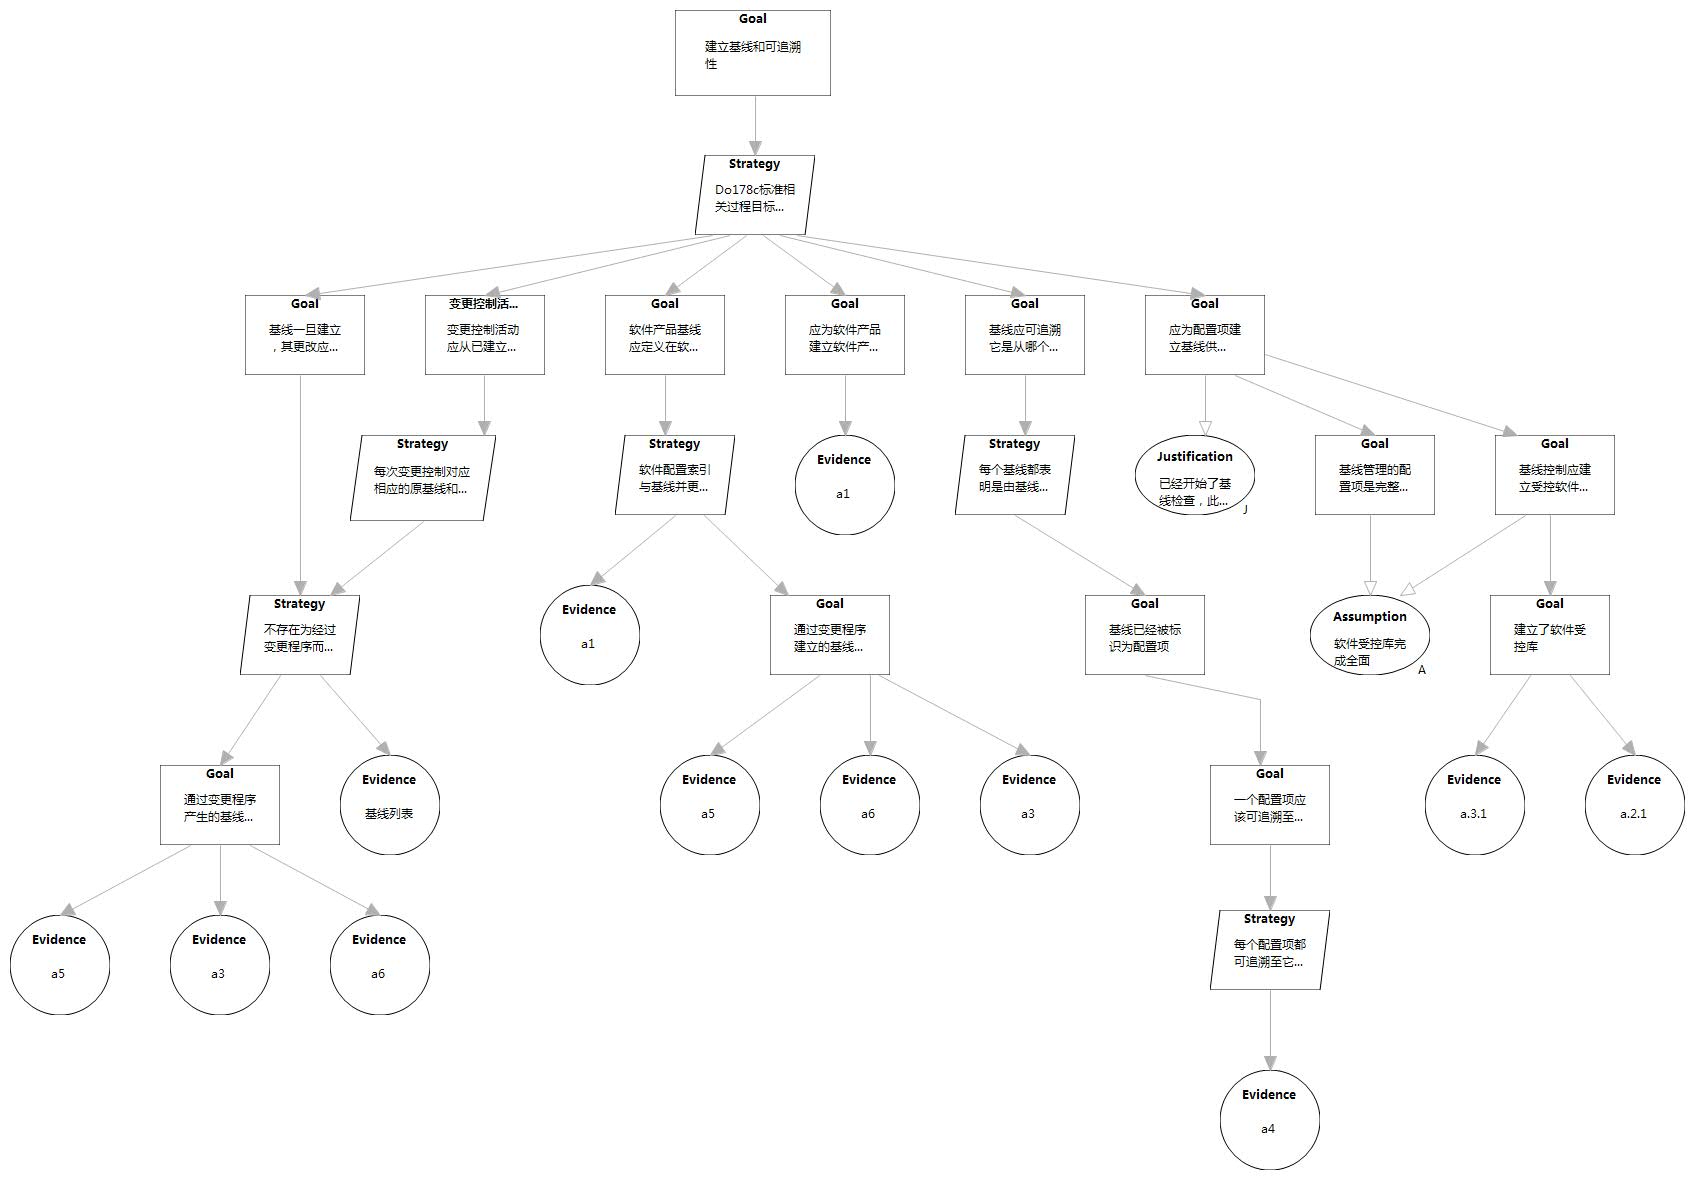 Goal
建立基线和可追溯
性
Strategy
Do178c标准相
关过程目标...
Goal
基线一旦建立
，其更改应...
变更控制活...
变更控制活动
应从已建立...
Goal
软件产品基线
应定义在软...
Goal
应为软件产品
建立软件产...
Goal
基线应可追溯
它是从哪个...
Goal
应为配置项建
立基线供...
Strategy
每次变更控制对应
相应的原基线和...
Strategy
软件配置索引
与基线并更...
Evidence
a1
Strategy
每个基线都表
明是由基线...
Justification
已经开始了基
线检查，此...
J
Goal
基线管理的配
置项是完整...
Goal
基线控制应建
立受控软件...
Strategy
不存在为经过
变更程序而...
Evidence
a1
Goal
通过变更程序
建立的基线...
Goal
基线已经被标
识为配置项
Assumption
软件受控库完
成全面
A
Goal
建立了软件受
控库
Goal
通过变更程序
产生的基线...
Evidence
基线列表
Evidence
a5
Evidence
a6
Evidence
a3
Goal
一个配置项应
该可追溯至...
Evidence
a.3.1
Evidence
a.2.1
Evidence
a5
Evidence
a3
Evidence
a6
Strategy
每个配置项都
可追溯至它...
Evidence
a4